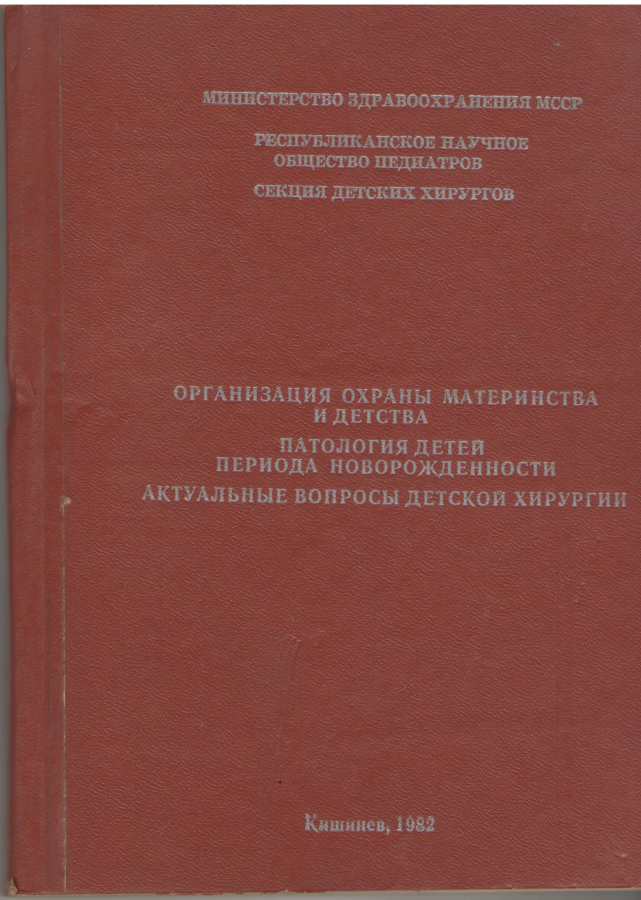 МИНИСТЕРСТВО ЗДРАВООХРАНЕНИЯ МССР
РЕСПУБЛИКАНСКОЕ НАУЧНОЕ
ОБЩЕСТВО ПЕДИАТРОВ
СЕКЦИЯ ДЕТСКИХ ХИРУРГОВ
ОРГАНИЗАЦИЯ ОХРАНЫ МАТЕРИНСТВА
И ДЕТСТВА
ПАТОЛОГИЯ ДЕТЕЙ
ПЕРИОДА НОВОРОЖДЕННОСТИ
АКТУАЛЬНЫЕ ВОПРОСЫ ДЕТСКОЙ ХИРУРГИИ
Кишинев, 1982